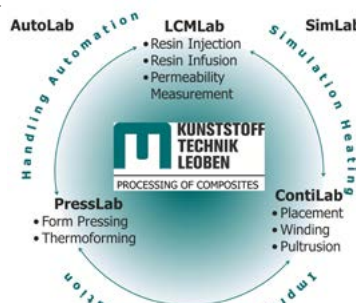 AutoLab
LCMLab
SimLab
• Resin Injection
• Resin Infusion
• Permeability
Measurement
Handling Automation
Simulation Heating
KUNSTSTOFF
TECHNIK
LEOBEN
PROCESSING OF COMPOSITES
PressLab
• Form Pressing
• Thermoforming
ContiLab
• Placement
• Winding
• Pultrusion